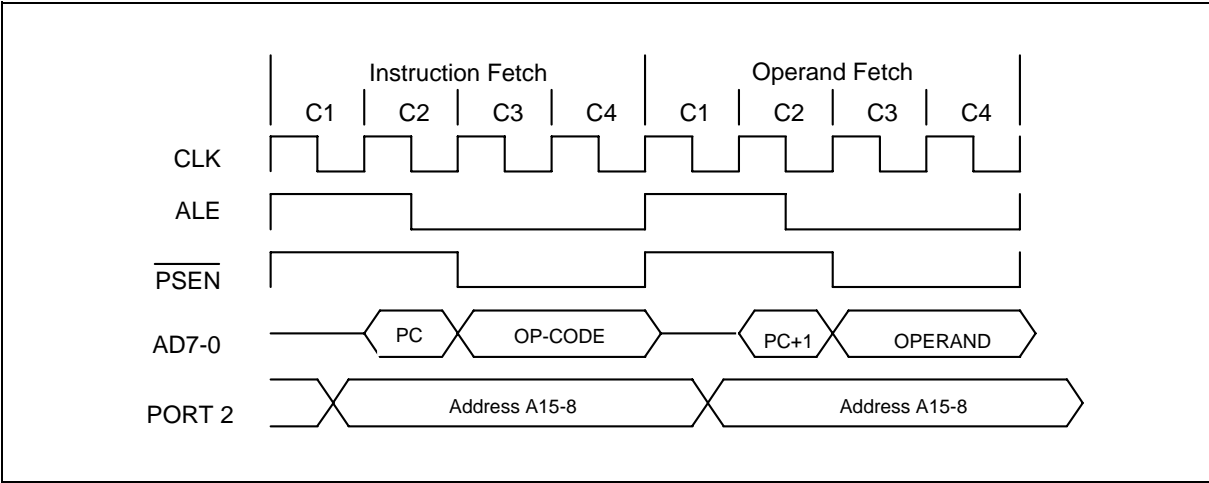 Instruction Fetch Operand Fetch
C1 C2 C3 C4 C1 C2 C3 C4
CLK
ALE
PSEN
AD7-0 PC OP-CODE PC+1 OPERAND
PORT 2 Address A15-8 Address A15-8